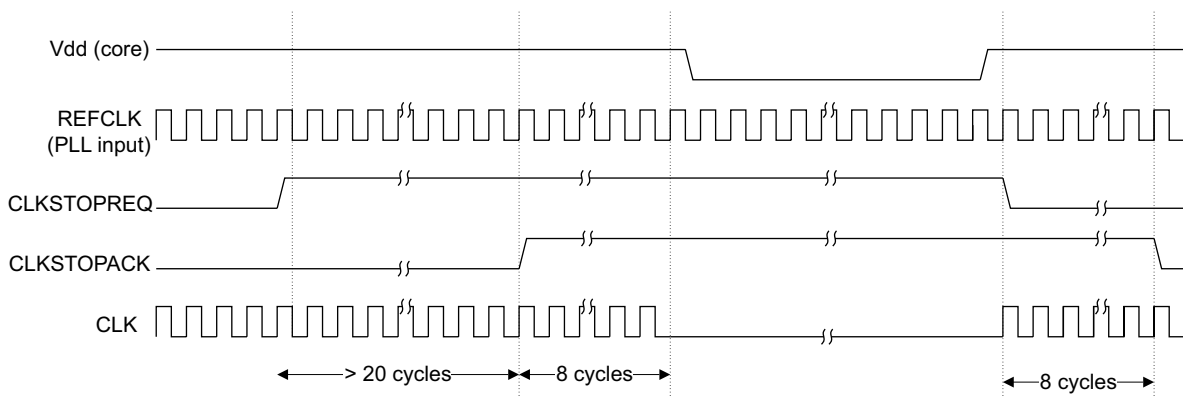 Vdd (core)
REFCLK
(PLL input)
CLKSTOPREQ
CLKSTOPACK
CLK
> 20 cycles
8 cycles
8 cycles